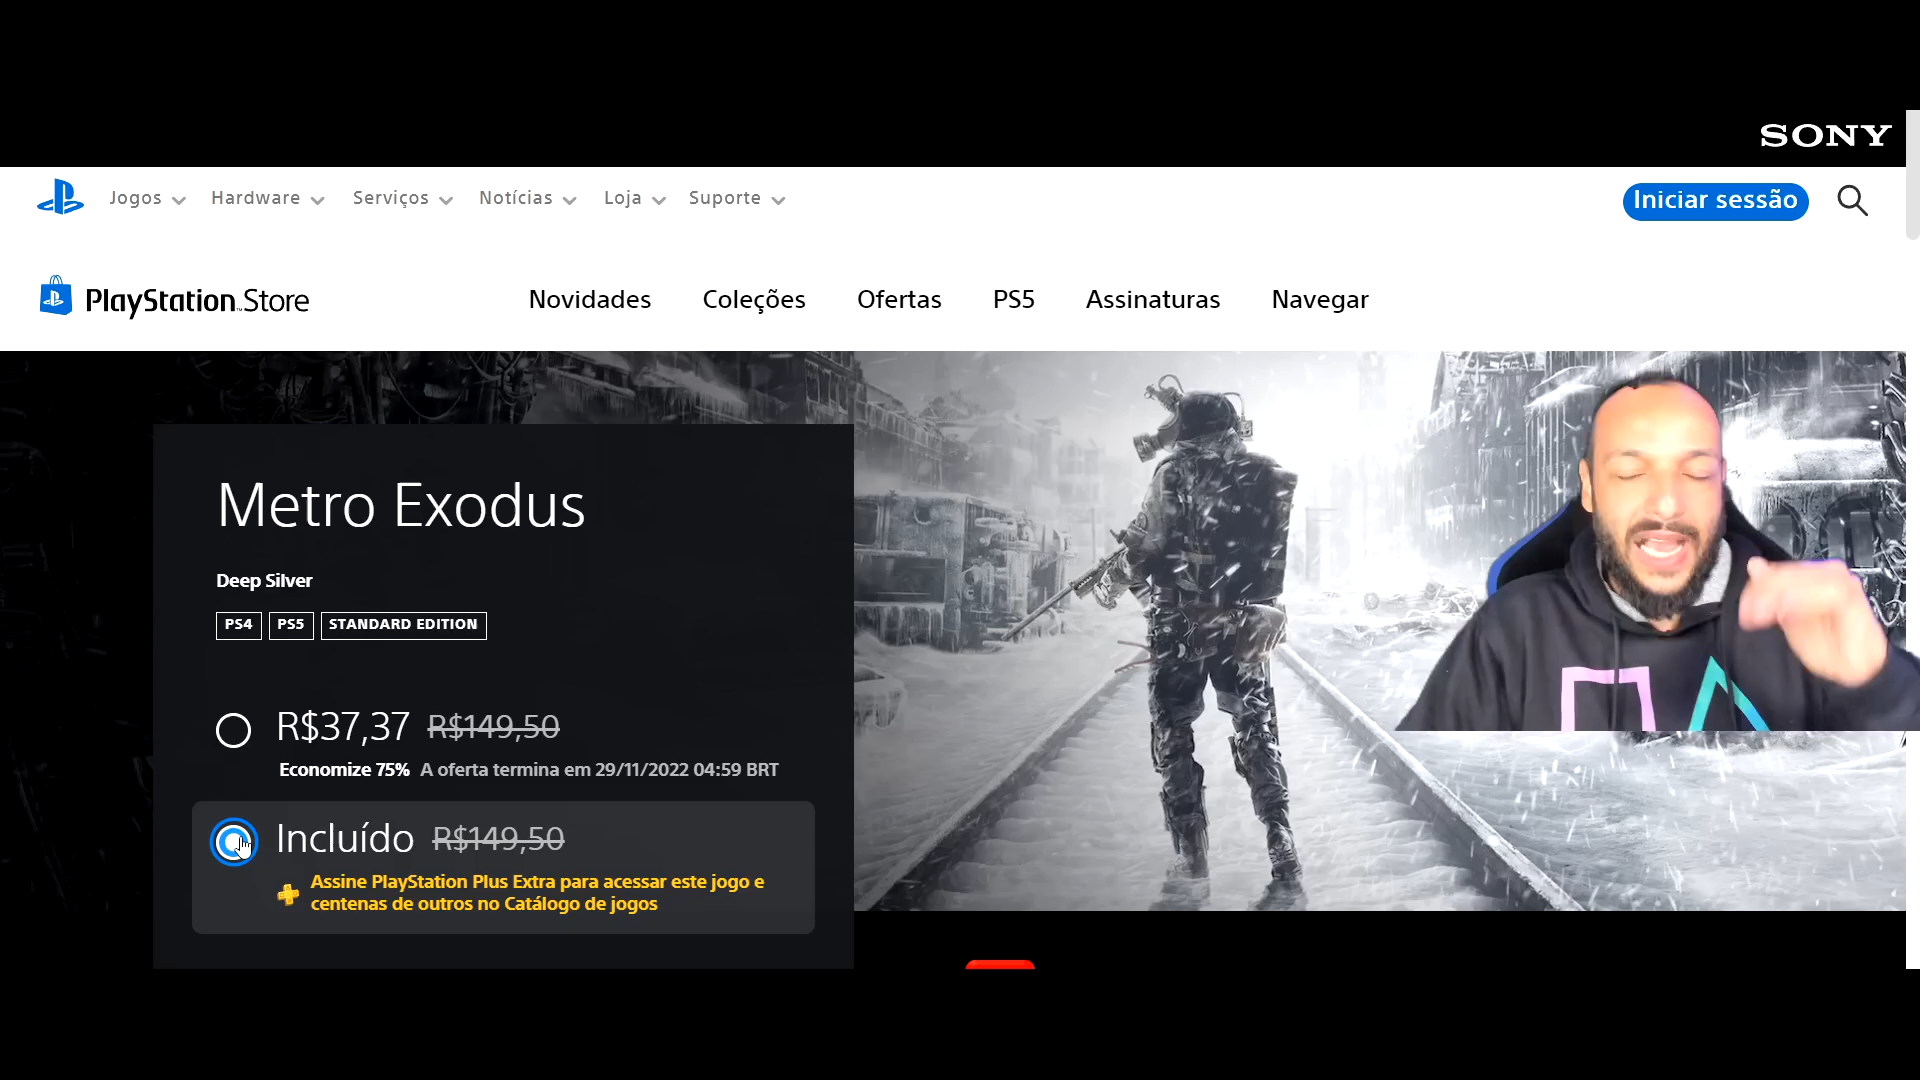 SONY
Jogos Hardware Serviços Notícias Loja Suporte
Iniciar sessão
PlayStation Store
Novidades Coleções Ofertas PS5 Assinaturas Navegar
Metro Exodus
Deep Silver
PS4 PS5 STANDARD EDITION
R$37,37 R$149,50
Economize 75% A oferta termina em 29/11/2022 04:59 BRT
Incluído R$149,50
Assine PlayStation Plus Extra para acessar este jogo e
centenas de outros no Catálogo de jogos